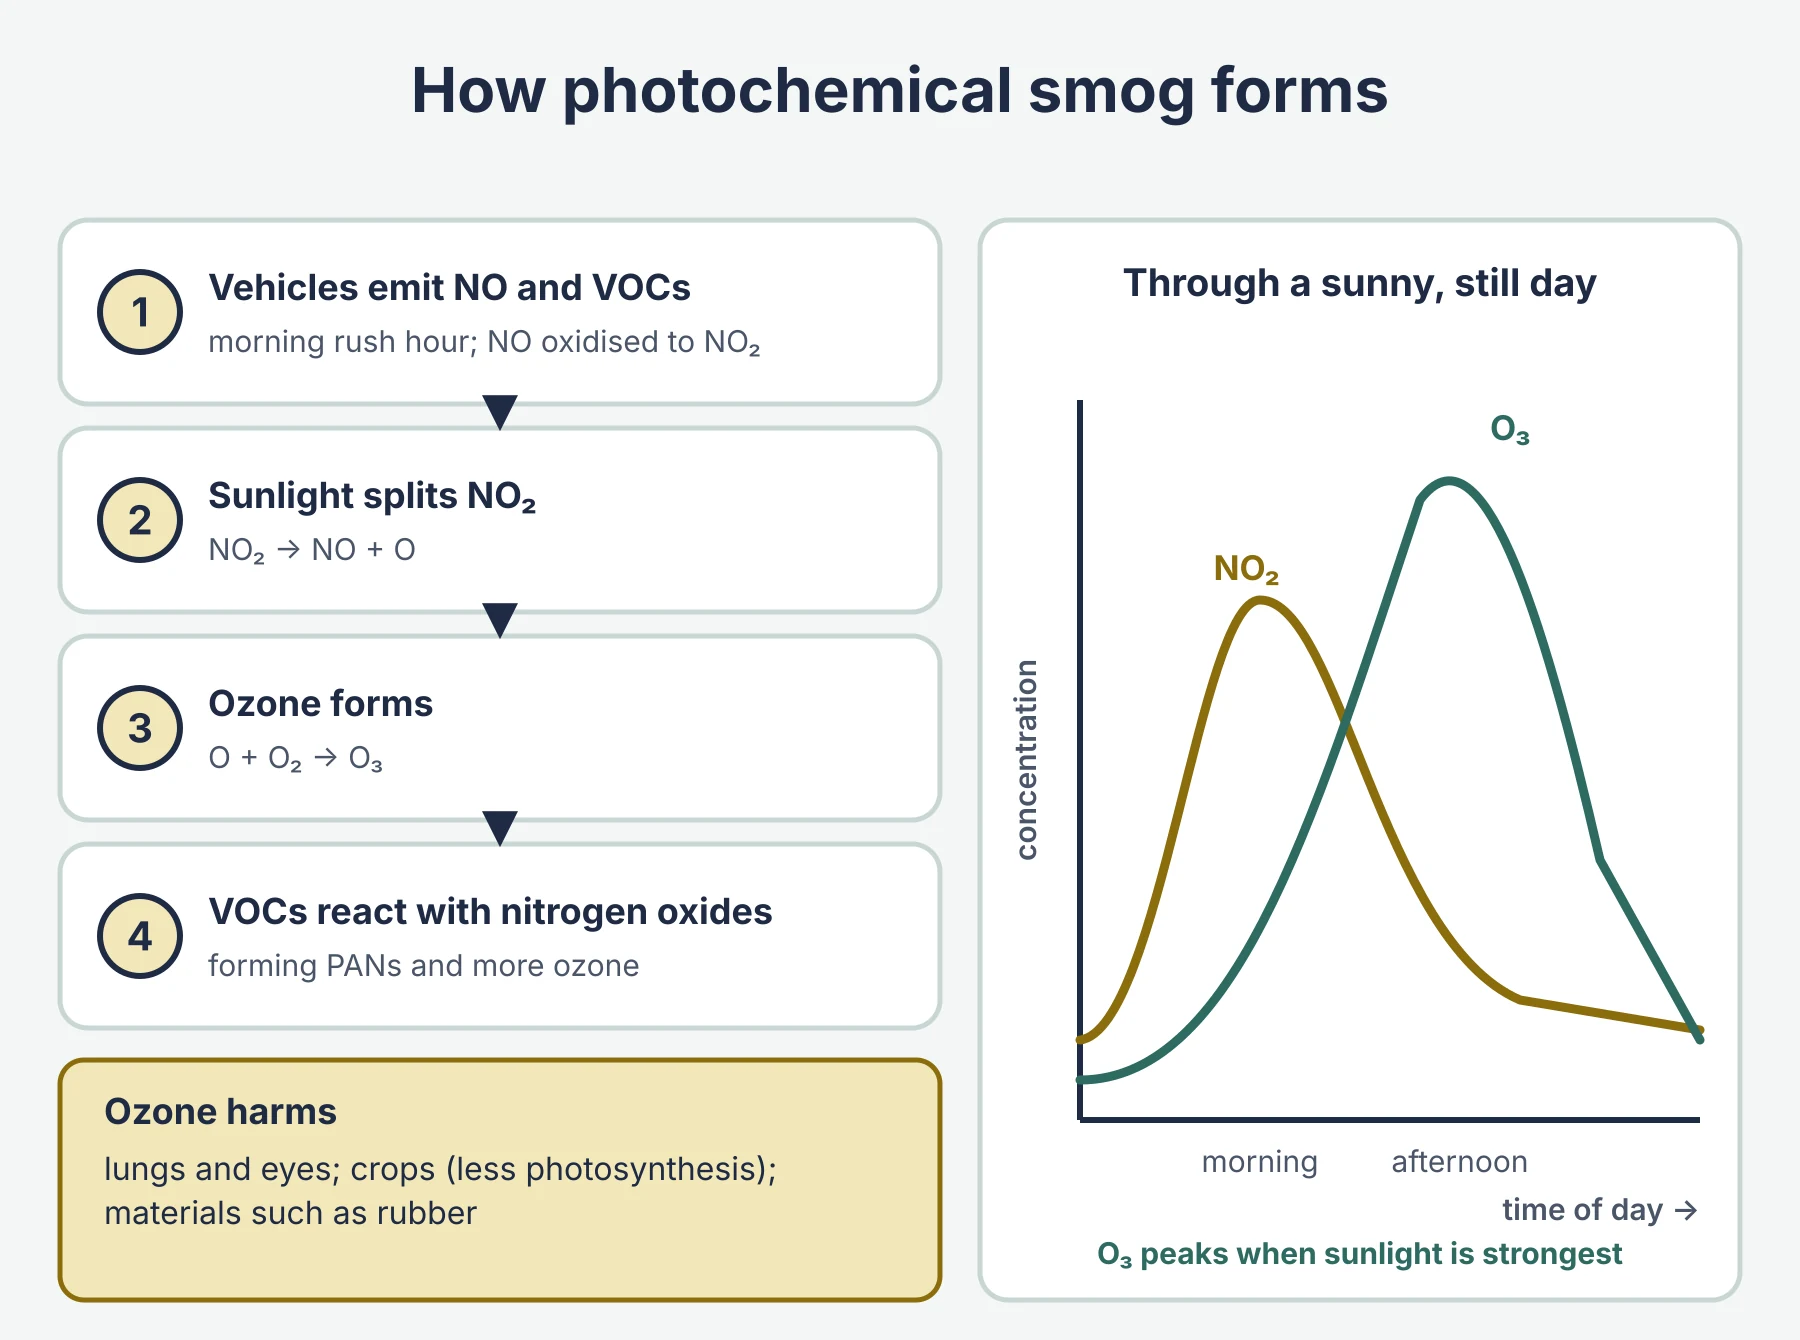 How photochemical smog forms
1
Vehicles emit NO and VOCs
morning rush hour; NO oxidised to NO₂
2
Sunlight splits NO₂
NO₂ → NO + O
3
Ozone forms
O + O₂ → O₃
4
VOCs react with nitrogen oxides
forming PANs and more ozone
Ozone harms
lungs and eyes; crops (less photosynthesis);
materials such as rubber
Through a sunny, still day
O₃
NO₂
concentration
morning afternoon
time of day →
O₃ peaks when sunlight is strongest